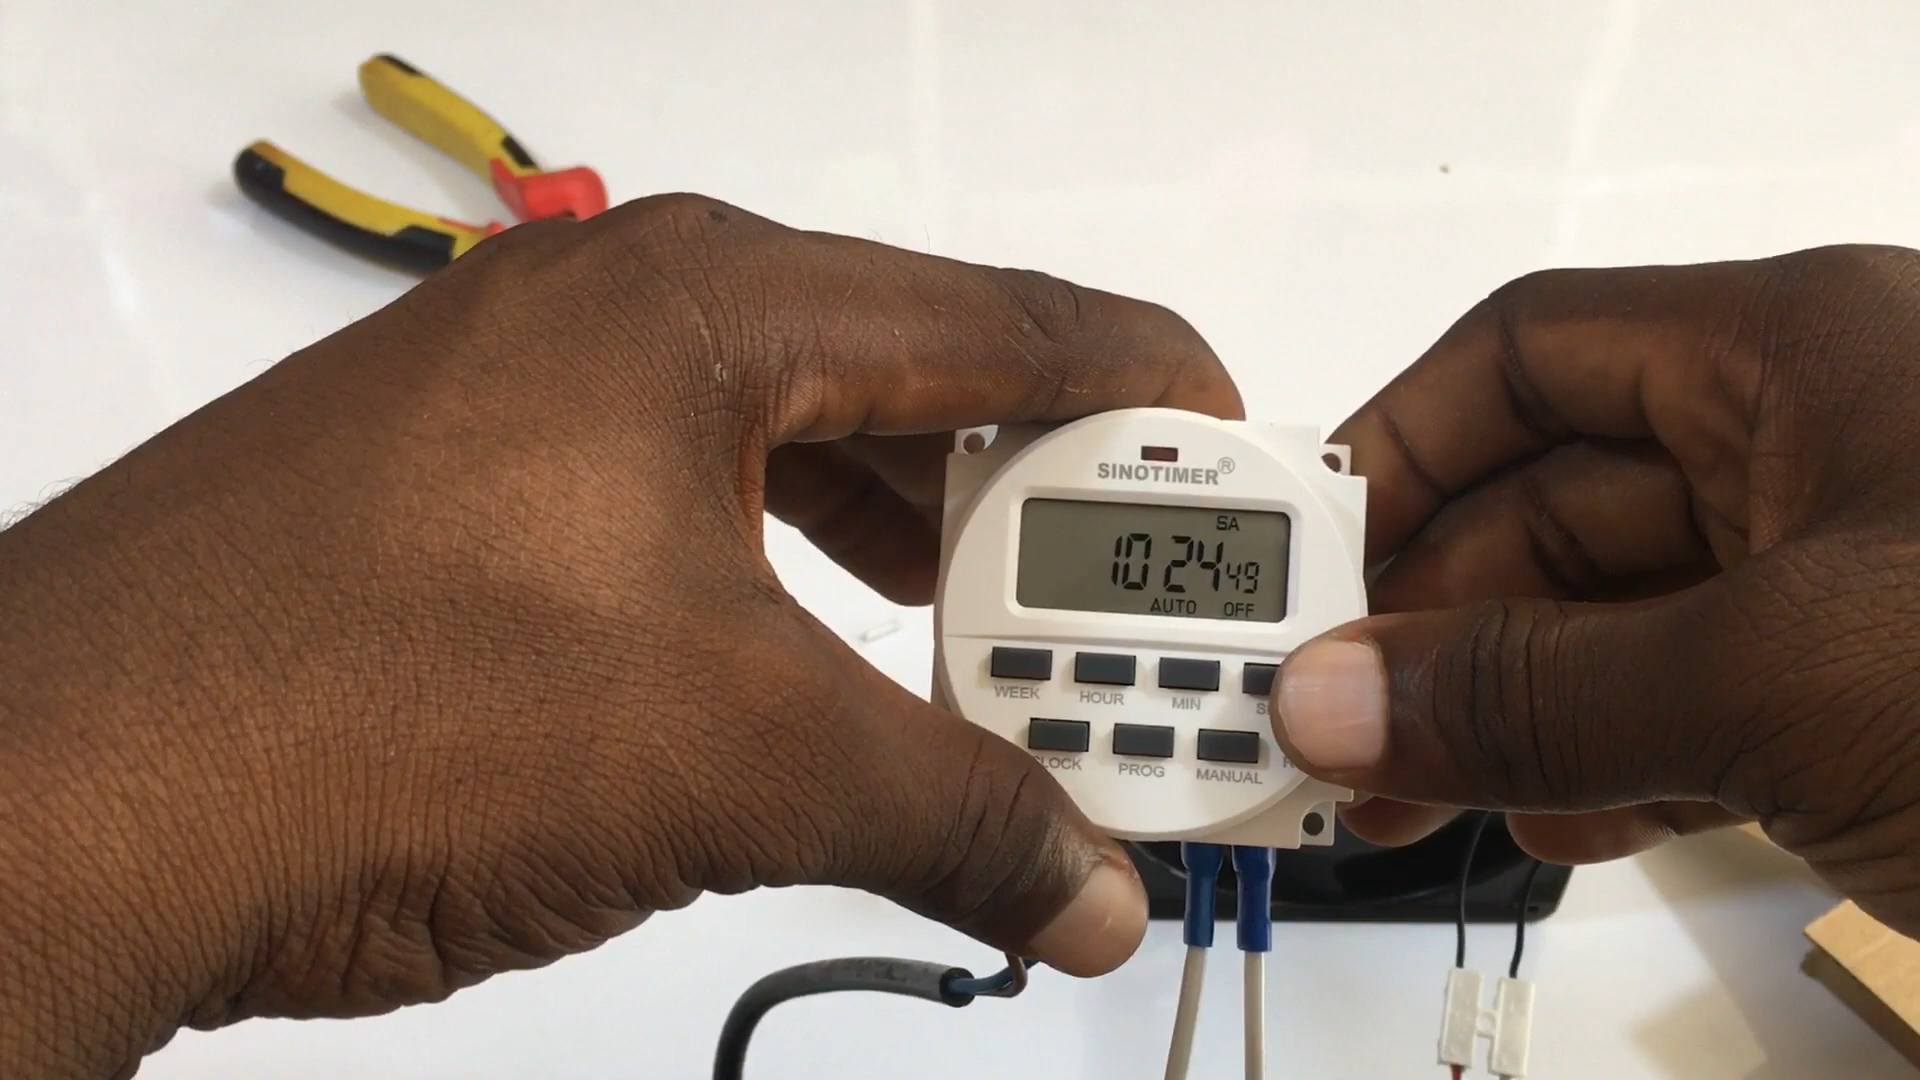 SINOTIMER®
SA
10 24 49
AUTO OFF
WEEK HOUR MIN
PROG MANUAL